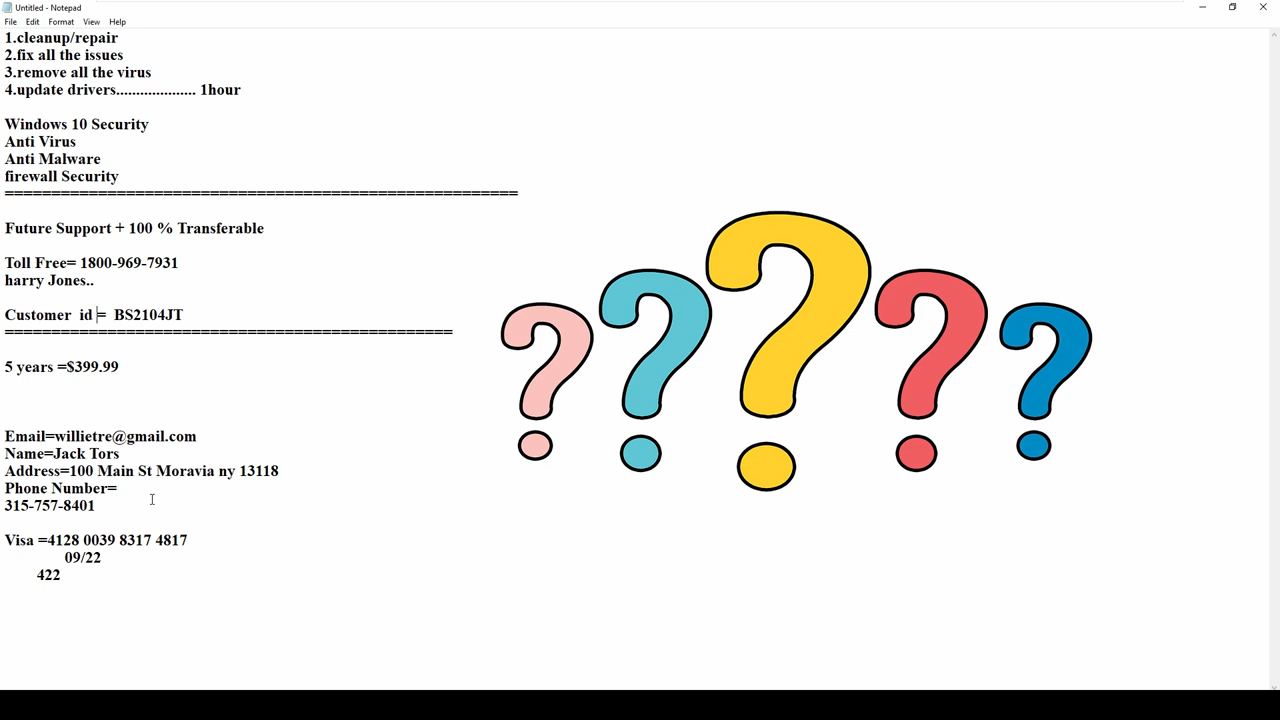 Untitled - Notepad
File Edit Format View Help
1.cleanup/repair
2.fix all the issues
3.remove all the virus
4.update drivers.................... 1hour
Windows 10 Security
Anti Virus
Anti Malware
firewall Security
=========================================================
Future Support + 100 % Transferable
Toll Free= 1800-969-7931
harry Jones..
Customer  id =  BS2104JT
==================================================
5 years =$399.99
Email=willietre@gmail.com
Name=Jack Tors
Address=100 Main St Moravia ny 13118
Phone Number=
315-757-8401
Visa =4128 0039 8317 4817
09/22
422